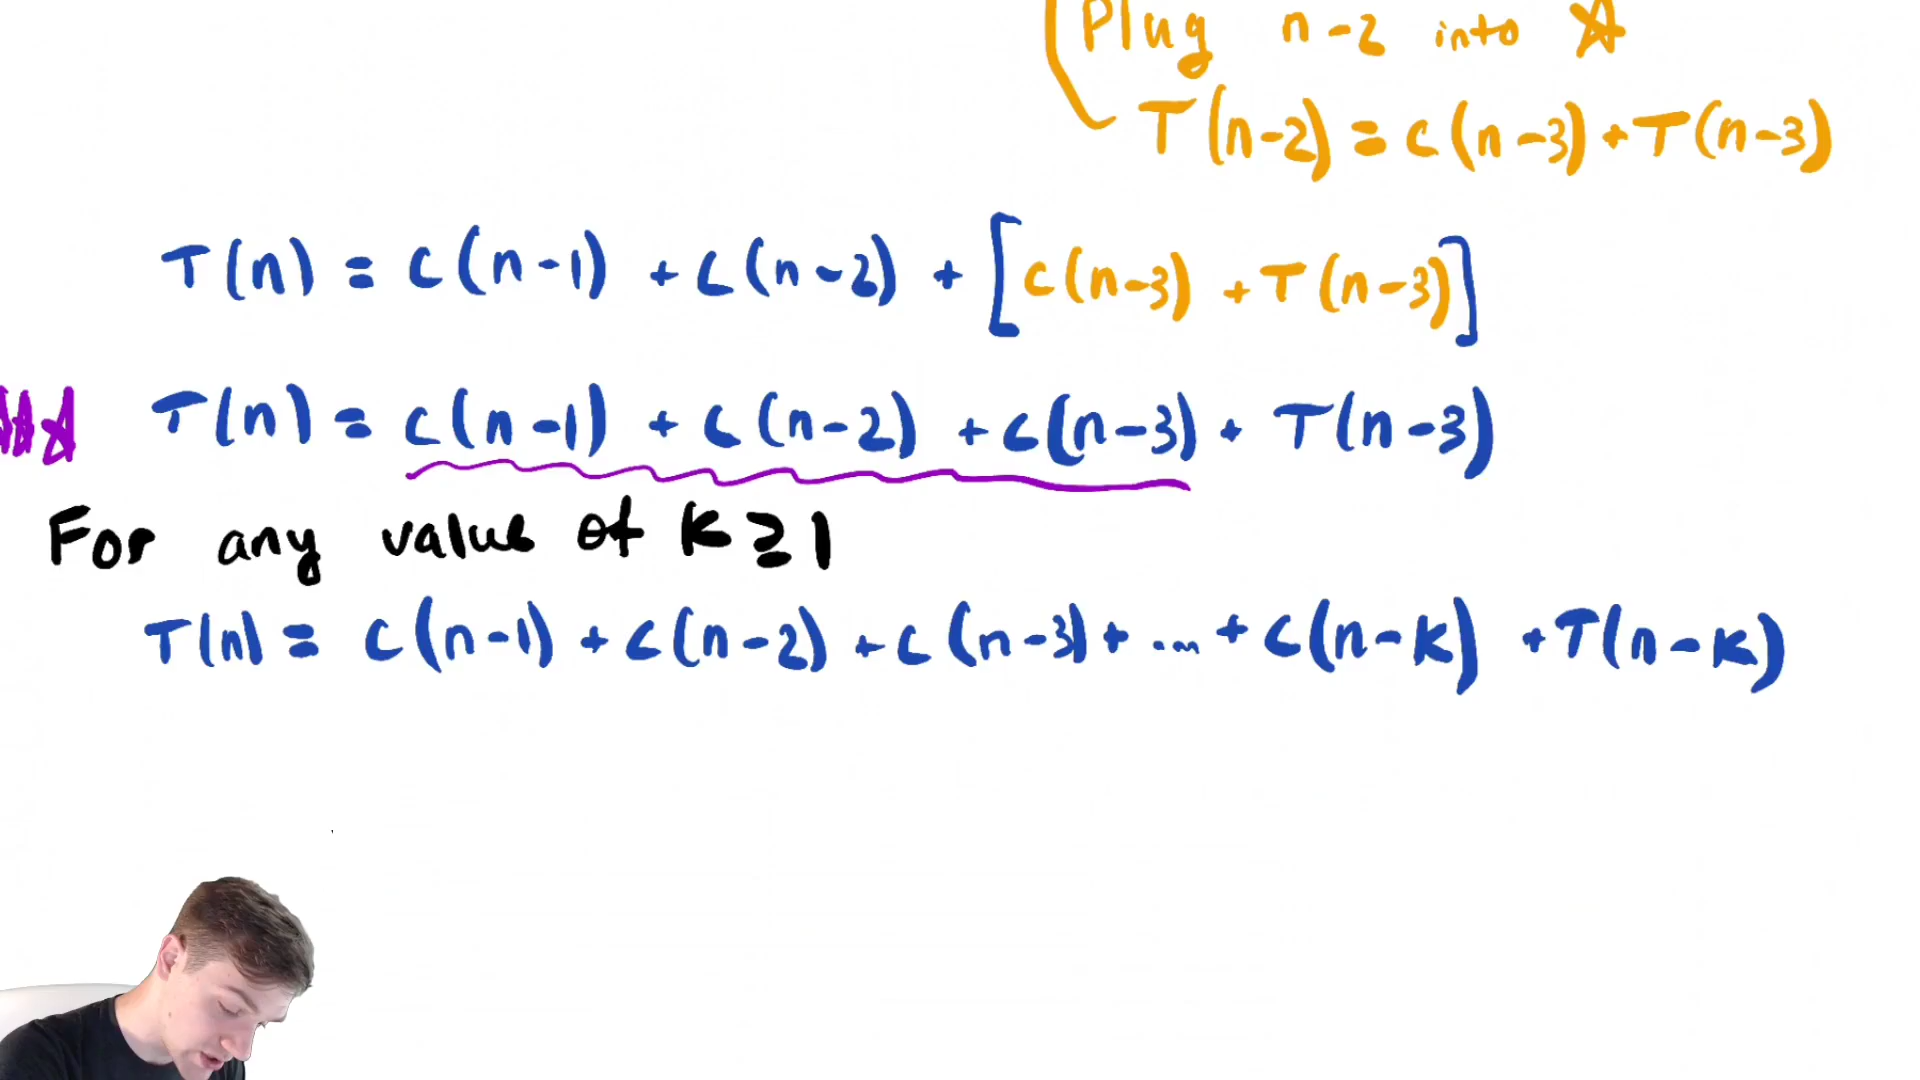 Plug n-2 into ☆
T(n-2) = c(n-3) + T(n-3)
T(n) = c(n-1) + c(n-2) + [c(n-3) + T(n-3)]
☆☆☆ T(n) = c(n-1) + c(n-2) + c(n-3) + T(n-3)
For any value of k ≥ 1
T(n) = c(n-1) + c(n-2) + c(n-3) + ... + c(n-k) + T(n-k)